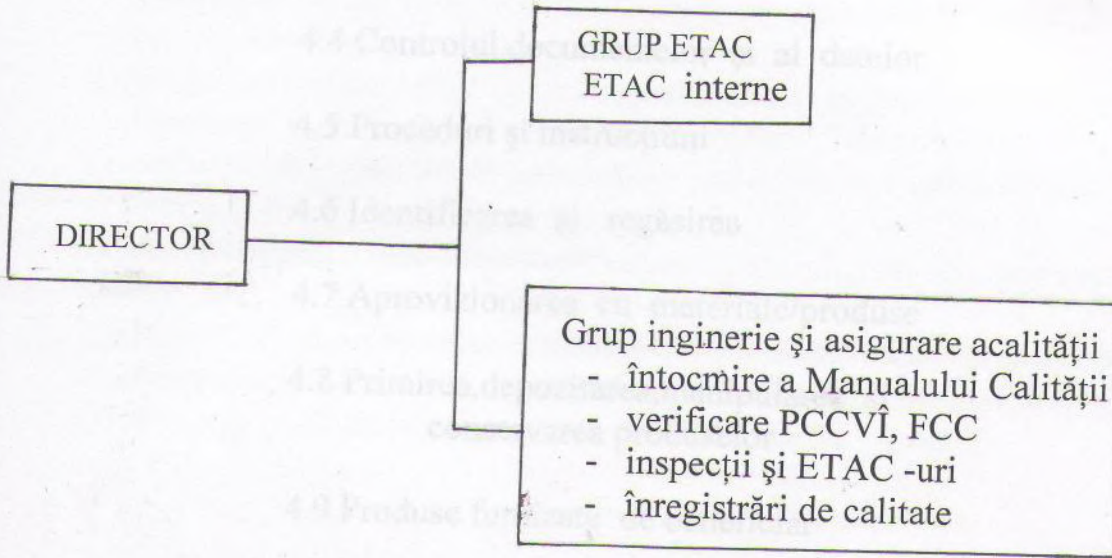 GRUP ETAC
ETAC interne
DIRECTOR
Grup inginerie şi asigurare acalităţii
- întocmire a Manualului Calităţii
- verificare PCCVÎ, FCC
- inspecţii şi ETAC -uri
- înregistrări de calitate
4.4 Controlul documentelor şi al datelor
4.5 Proceduri şi instrucţiuni
4.6 Identificarea şi regăsirea
4.7 Aprovizionarea cu materiale/produse
4.8 Primirea,depozitarea,
conservarea produselor
4.9 Produse furnizate de beneficiar